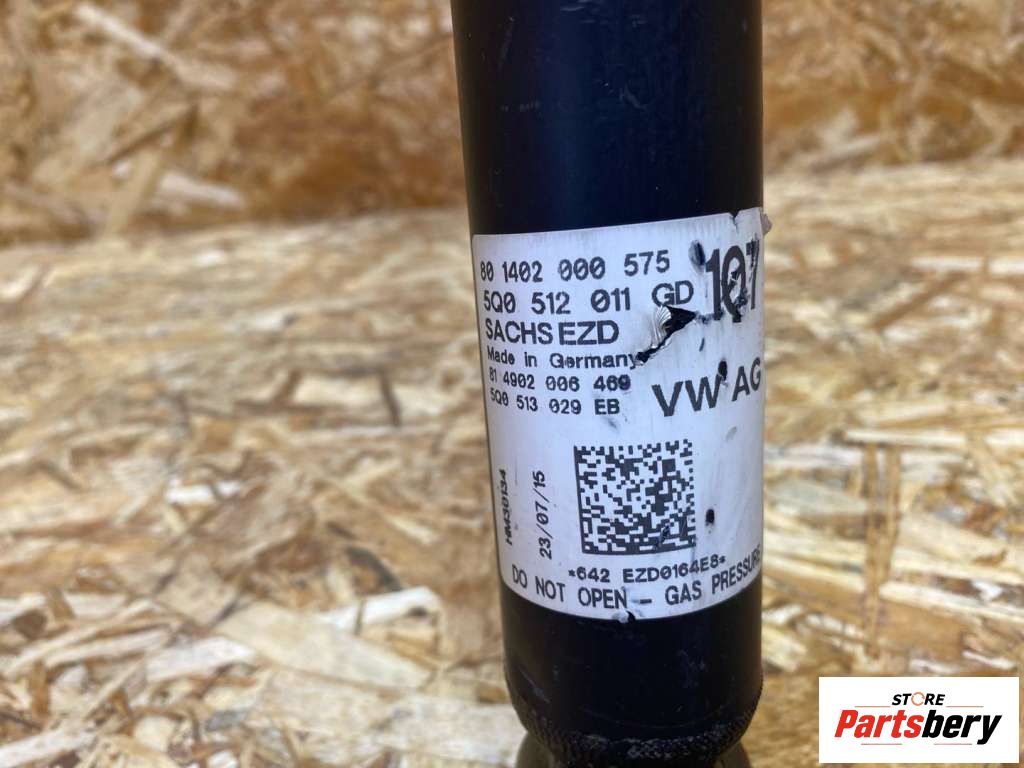 80 1402 000 575
107
5Q0 512 011 GD
SACHS EZD
Made in Germany
81 4902 006 469
VW AG
5Q0 513 029 EB
23/07/15
*642 EZD0164E8*
DO NOT OPEN - GAS PRESSURE
STORE
Partsbery